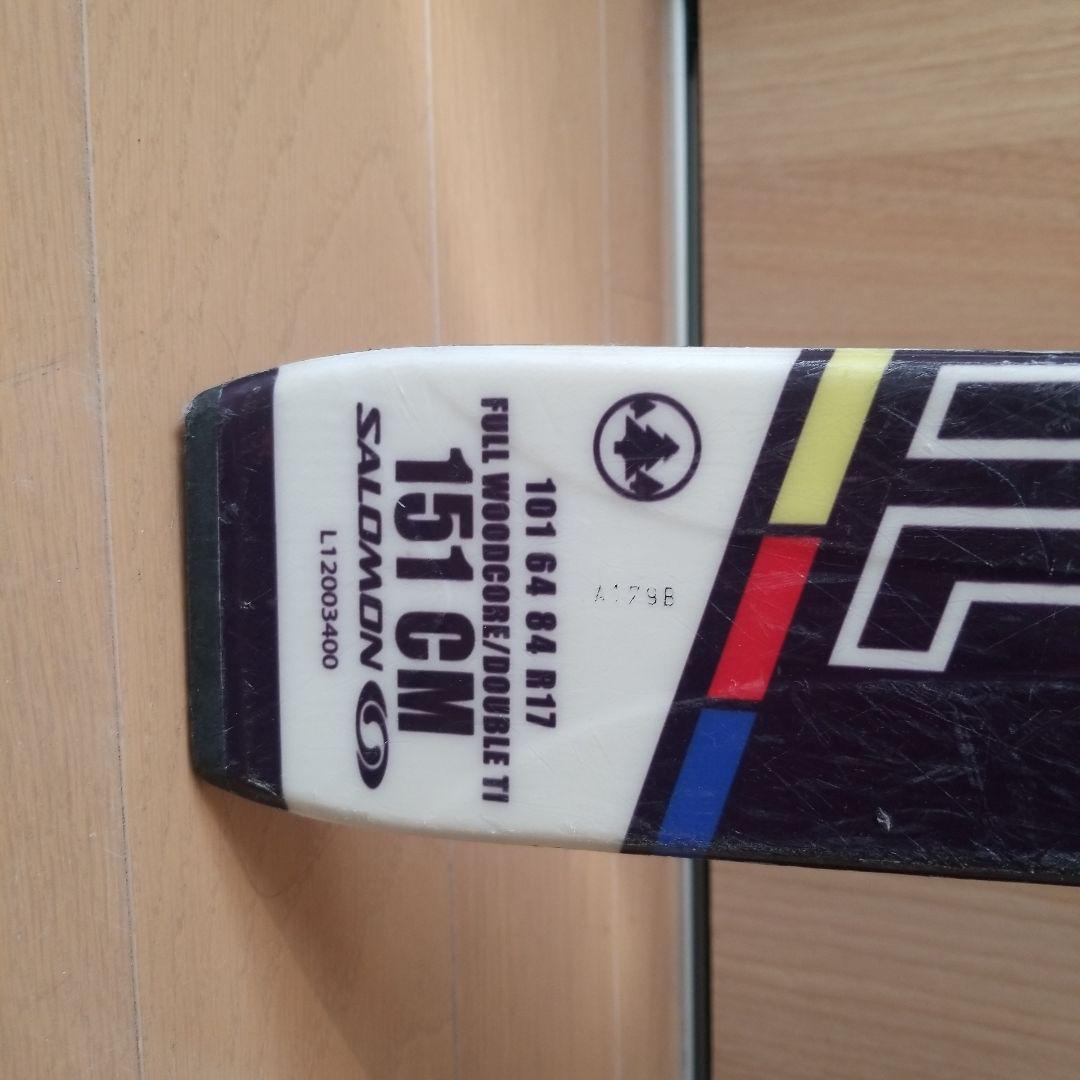 101 64 84 R17
FULL WOODCORE/DOUBLE TI
151 CM
SALOMON
L12003400
A179B